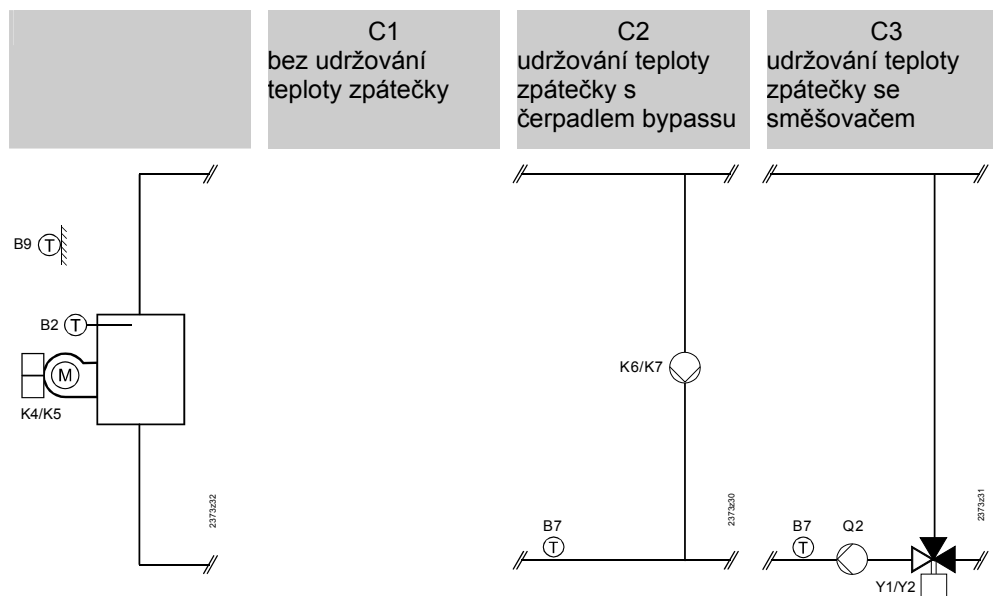 C1
bez udržování
teploty zpátečky
C2
udržování teploty
zpátečky s
čerpadlem bypassu
C3
udržování teploty
zpátečky se
směšovačem
B9 T
B2 T
M
K4/K5
2373z32
K6/K7
B7
T
2373z30
B7 Q2
T
Y1/Y2
2373z31